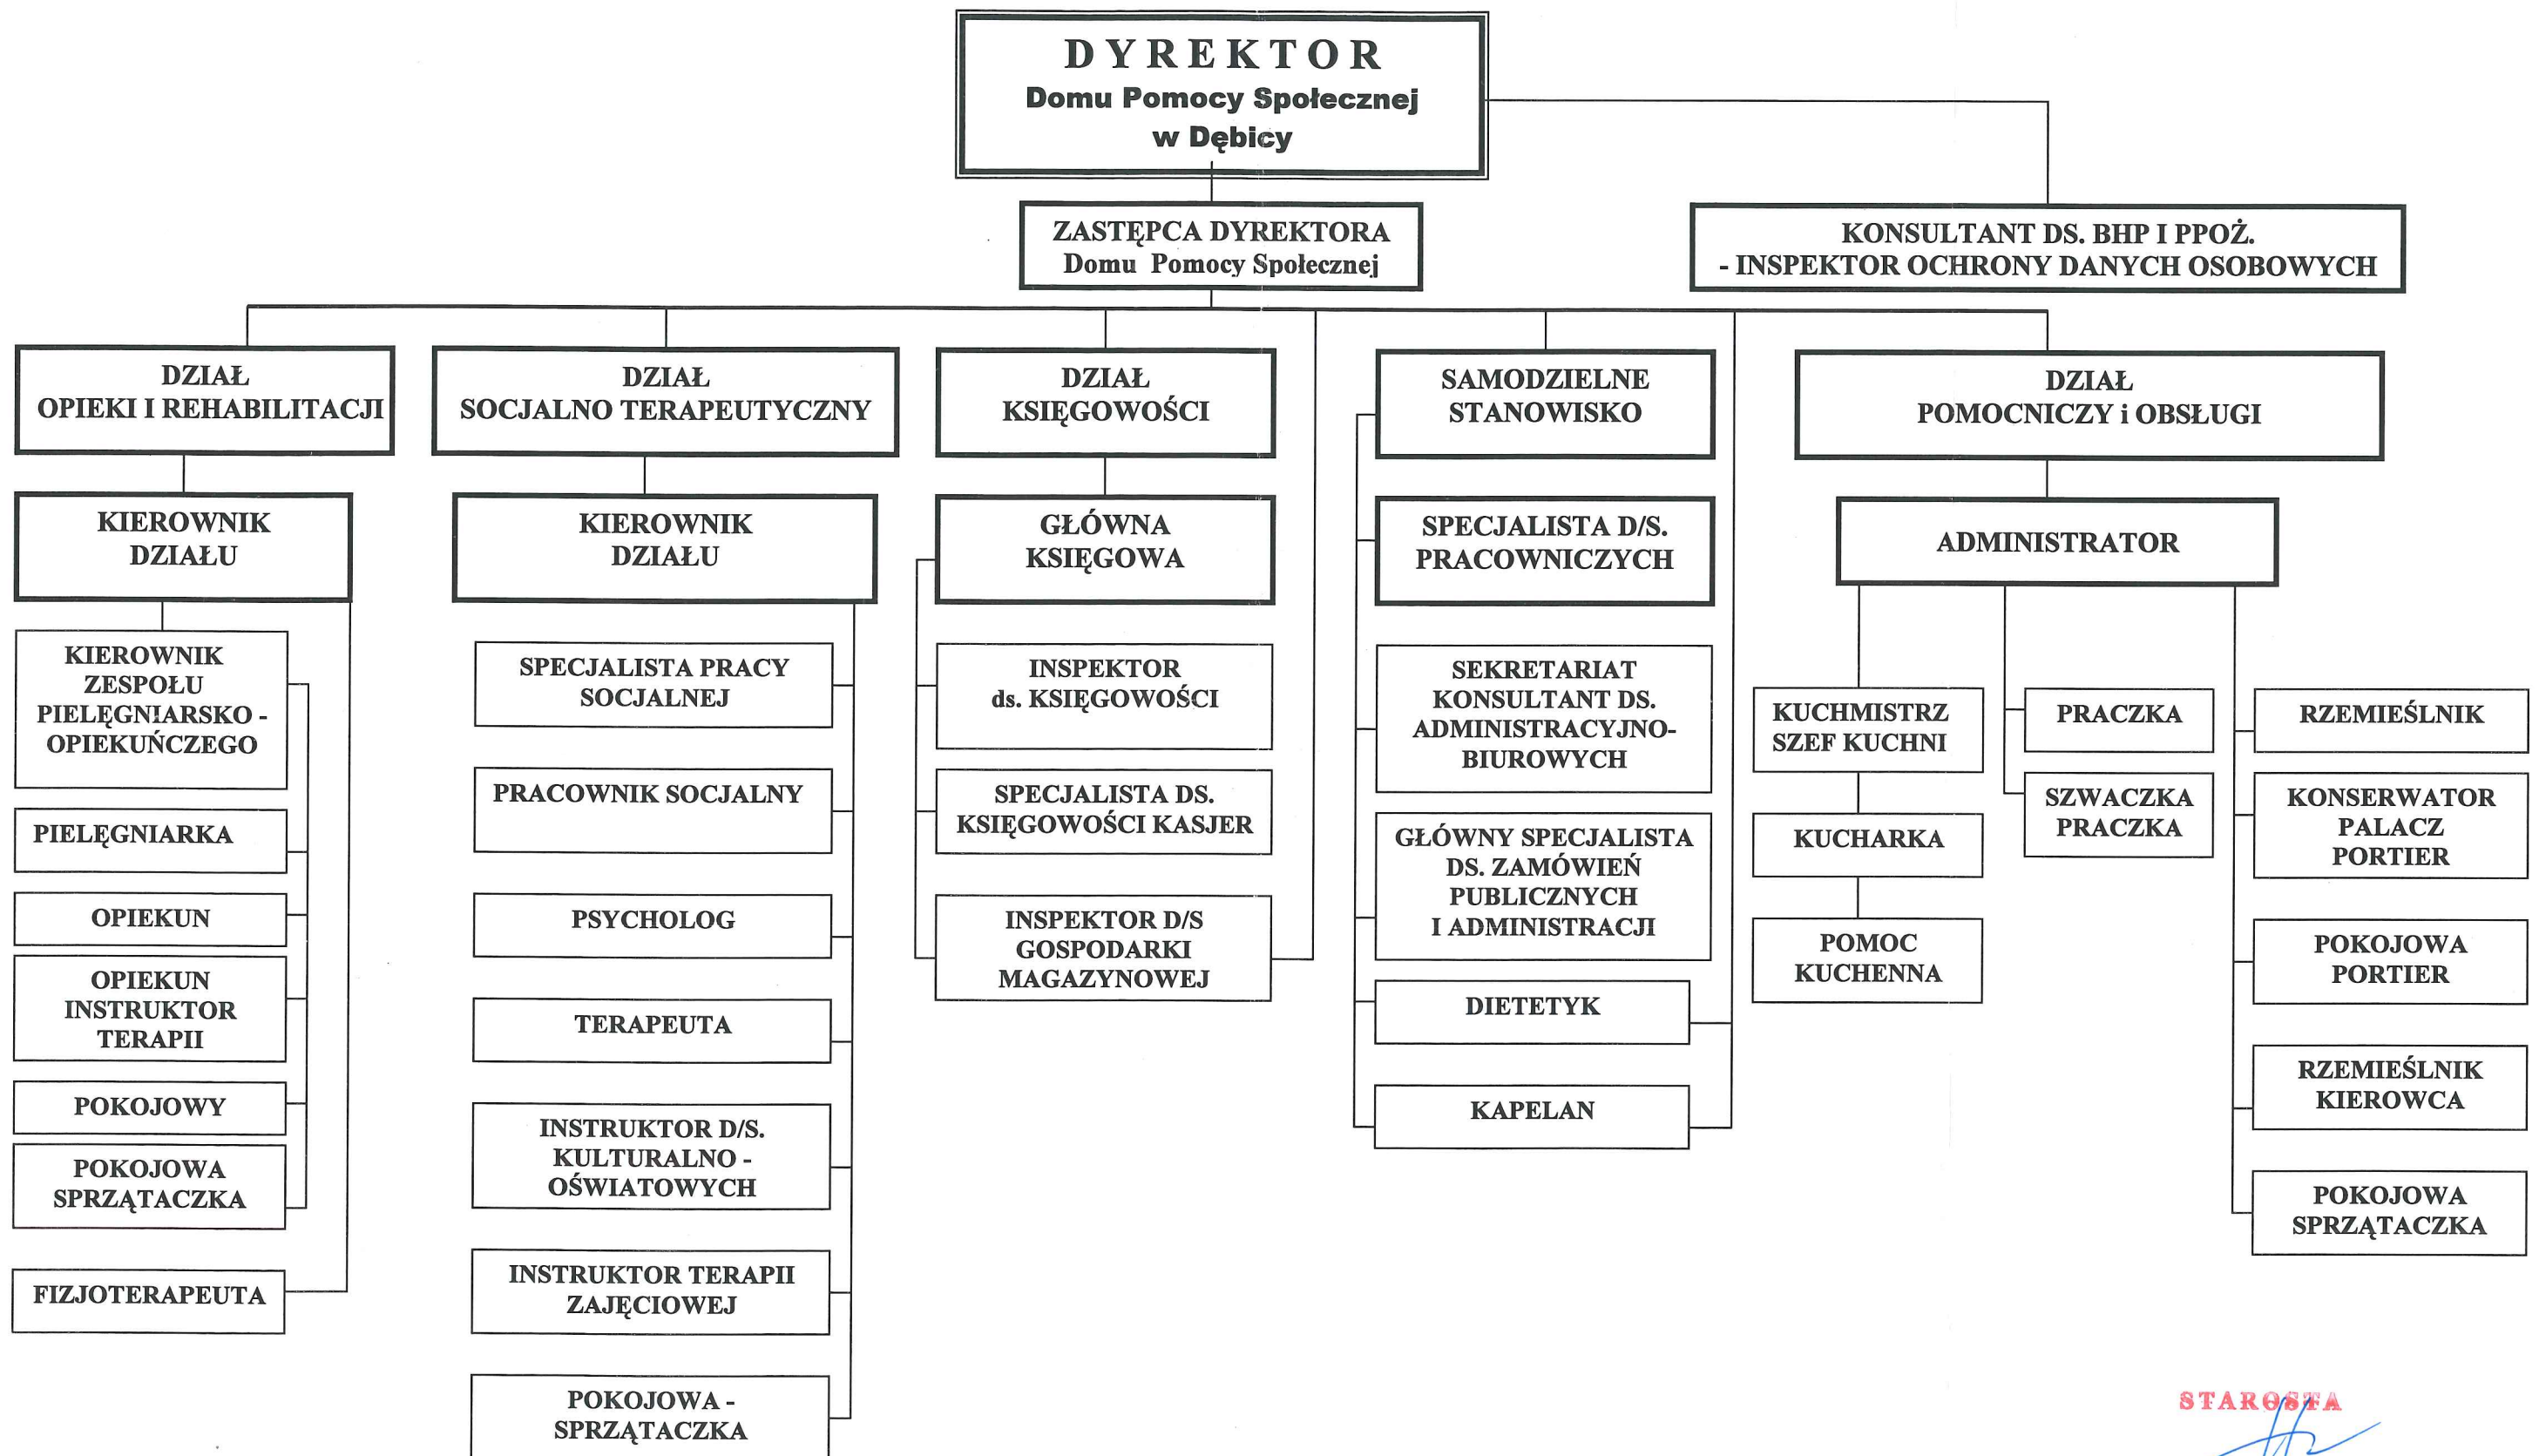 D Y R E K T O R
Domu Pomocy Społecznej
w Dębicy
ZASTĘPCA DYREKTORA
Domu Pomocy Społecznej
KONSULTANT DS. BHP I PPOŻ.
- INSPEKTOR OCHRONY DANYCH OSOBOWYCH
DZIAŁ
OPIEKI I REHABILITACJI
KIEROWNIK
DZIAŁU
KIEROWNIK
ZESPOŁU
PIELĘGNIARSKO -
OPIEKUŃCZEGO
PIELĘGNIARKA
OPIEKUN
OPIEKUN
INSTRUKTOR
TERAPII
POKOJOWY
POKOJOWA
SPRZĄTACZKA
FIZJOTERAPEUTA
DZIAŁ
SOCJALNO TERAPEUTYCZNY
KIEROWNIK
DZIAŁU
SPECJALISTA PRACY
SOCJALNEJ
PRACOWNIK SOCJALNY
PSYCHOLOG
TERAPEUTA
INSTRUKTOR D/S.
KULTURALNO -
OŚWIATOWYCH
INSTRUKTOR TERAPII
ZAJĘCIOWEJ
POKOJOWA -
SPRZĄTACZKA
DZIAŁ
KSIĘGOWOŚCI
GŁÓWNA
KSIĘGOWA
INSPEKTOR
ds. KSIĘGOWOŚCI
SPECJALISTA DS.
KSIĘGOWOŚCI KASJER
INSPEKTOR D/S
GOSPODARKI
MAGAZYNOWEJ
SAMODZIELNE
STANOWISKO
SPECJALISTA D/S.
PRACOWNICZYCH
SEKRETARIAT
KONSULTANT DS.
ADMINISTRACYJNO-
BIUROWYCH
GŁÓWNY SPECJALISTA
DS. ZAMÓWIEŃ
PUBLICZNYCH
I ADMINISTRACJI
DIETETYK
KAPELAN
DZIAŁ
POMOCNICZY i OBSŁUGI
ADMINISTRATOR
KUCHMISTRZ
SZEF KUCHNI
KUCHARKA
POMOC
KUCHENNA
PRACZKA
SZWACZKA
PRACZKA
RZEMIEŚLNIK
KONSERWATOR
PALACZ
PORTIER
POKOJOWA
PORTIER
RZEMIEŚLNIK
KIEROWCA
POKOJOWA
SPRZĄTACZKA
STAROSTA